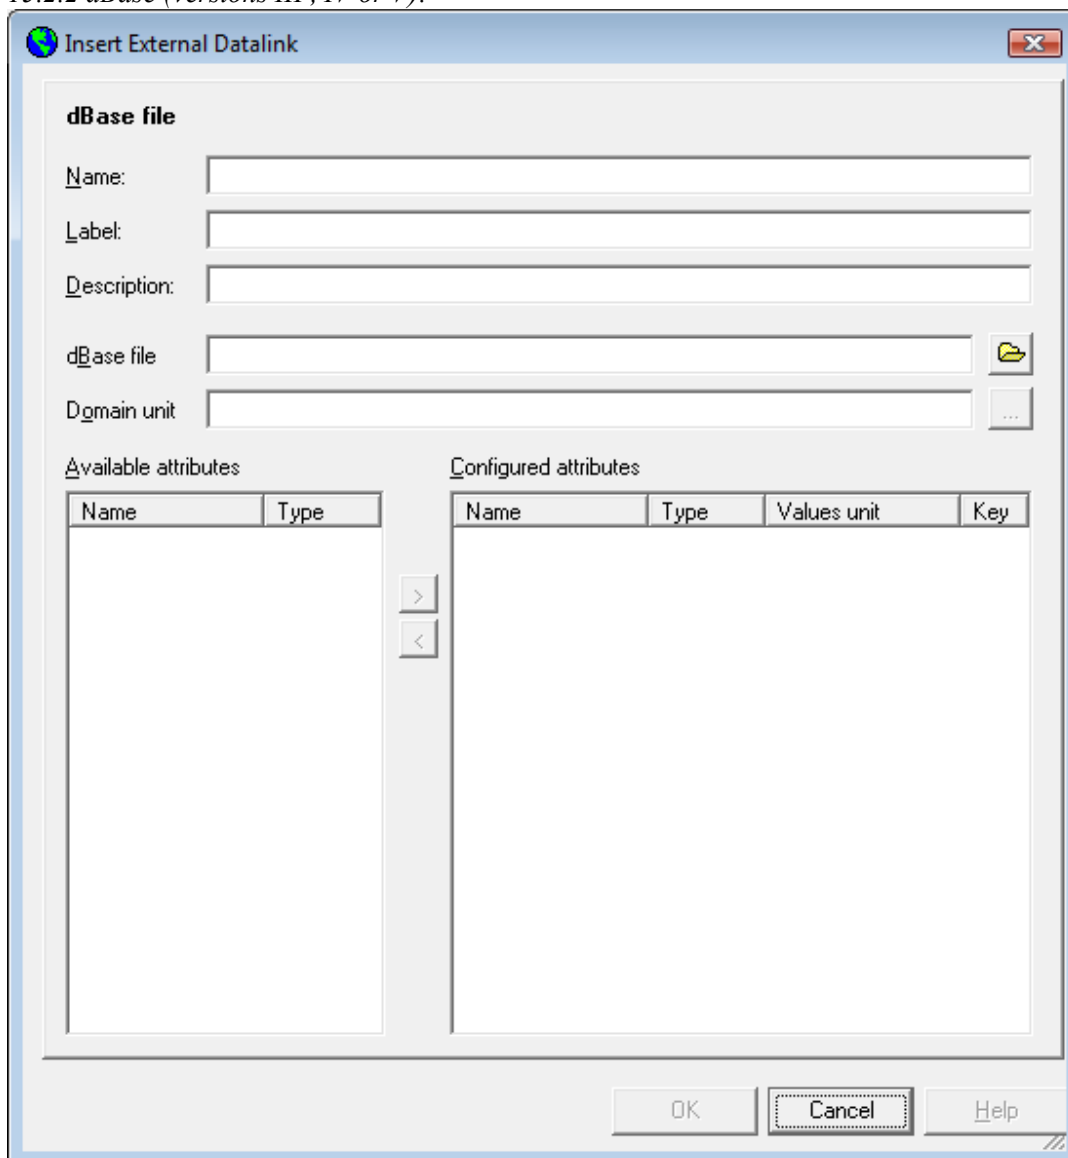 Insert External Datalink
dBase file
Name:
Label:
Description:
dBase file
Domain unit
...
Available attributes Configured attributes
Name Type Name Type Values unit Key
>
<
OK Cancel Help